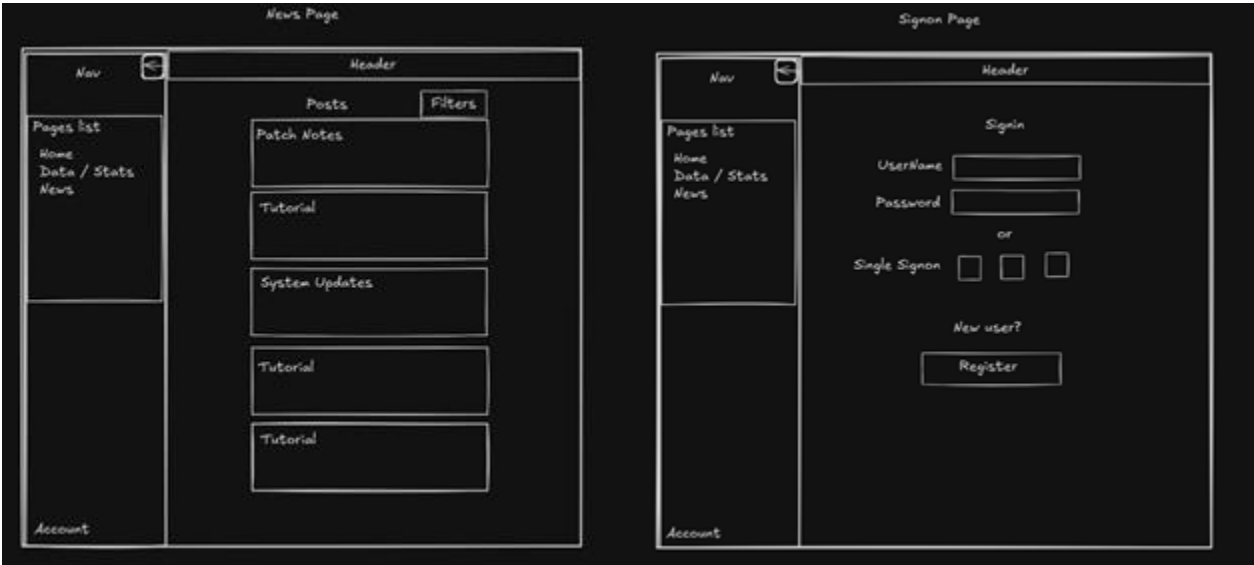 News Page
Nav
Header
Posts
Filters
Pages list
Home
Data / Stats
News
Patch Notes
Tutorial
System Updates
Tutorial
Tutorial
Account
Signon Page
Nav
Header
Pages list
Home
Data / Stats
News
Signin
UserName
Password
or
Single Signon
New user?
Register
Account